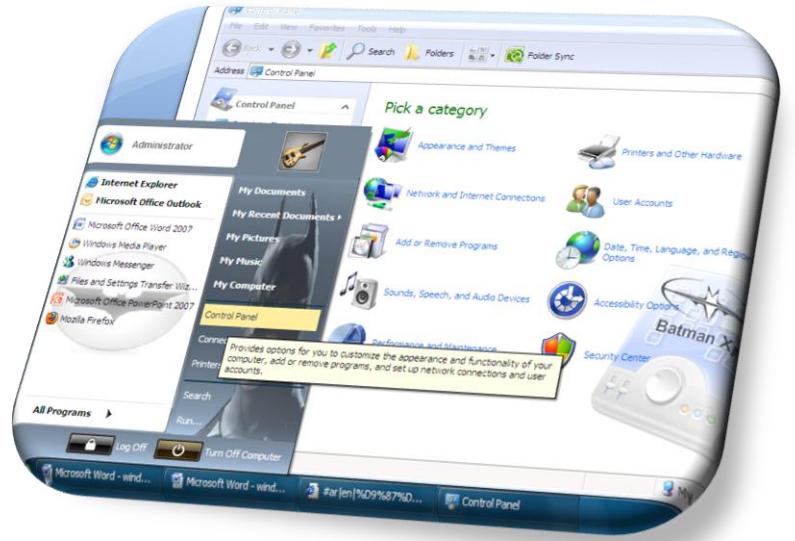 File Edit View Favorites Tools Help
Back Search Folders Folder Sync
Address Control Panel
Control Panel
Pick a category
Appearance and Themes
Printers and Other Hardware
Network and Internet Connections
User Accounts
Add or Remove Programs
Date, Time, Language, and Regio
Options
Sounds, Speech, and Audio Devices
Accessibility Options
Performance and Maintenance
Security Center
Batman Xp
Administrator
Internet Explorer
Microsoft Office Outlook
Microsoft Office Word 2007
Windows Media Player
Windows Messenger
Files and Settings Transfer Wiz...
Microsoft Office PowerPoint 2007
Mozilla Firefox
All Programs
My Documents
My Recent Documents
My Pictures
My Music
My Computer
Control Panel
Connec
Printers
Search
Run...
Provides options for you to customize the appearance and functionality of your
computer, add or remove programs, and set up network connections and user
accounts.
Log Off Turn Off Computer
Microsoft Word - wind... Microsoft Word - wind... #ar|en|%D9%87%D... Control Panel
My